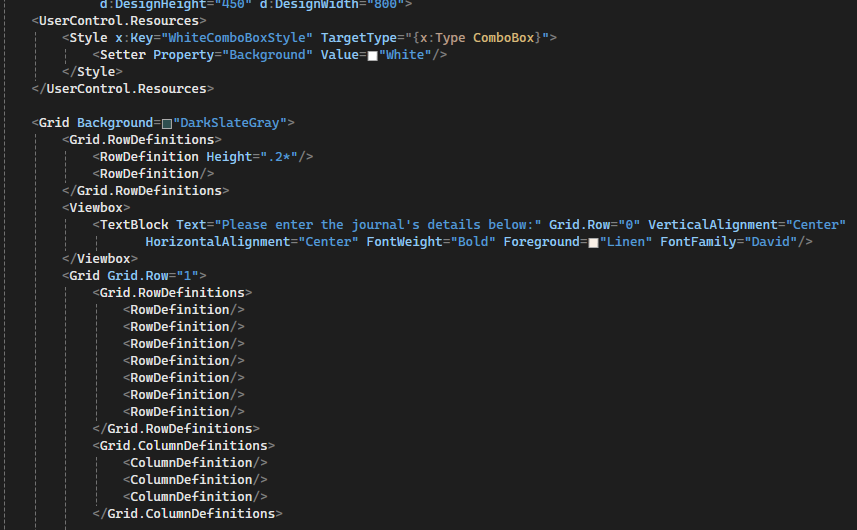 d:DesignHeight="450" d:DesignWidth="800">
<UserControl.Resources>
<Style x:Key="WhiteComboBoxStyle" TargetType="{x:Type ComboBox}">
<Setter Property="Background" Value="White"/>
</Style>
</UserControl.Resources>
<Grid Background="DarkSlateGray">
<Grid.RowDefinitions>
<RowDefinition Height=".2*"/>
<RowDefinition/>
</Grid.RowDefinitions>
<Viewbox>
<TextBlock Text="Please enter the journal's details below:" Grid.Row="0" VerticalAlignment="Center"
HorizontalAlignment="Center" FontWeight="Bold" Foreground="Linen" FontFamily="David"/>
</Viewbox>
<Grid Grid.Row="1">
<Grid.RowDefinitions>
<RowDefinition/>
<RowDefinition/>
<RowDefinition/>
<RowDefinition/>
<RowDefinition/>
<RowDefinition/>
<RowDefinition/>
</Grid.RowDefinitions>
<Grid.ColumnDefinitions>
<ColumnDefinition/>
<ColumnDefinition/>
<ColumnDefinition/>
</Grid.ColumnDefinitions>